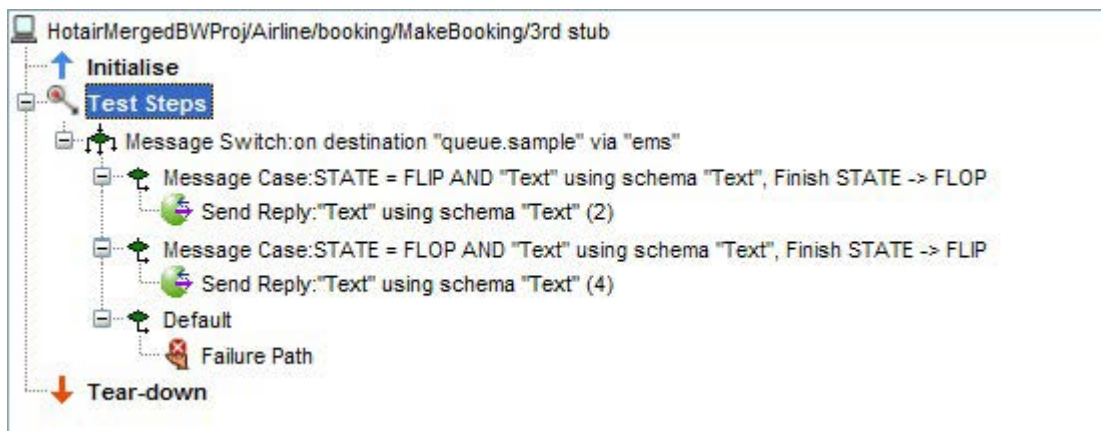 HotairMergedBWProj/Airline/booking/MakeBooking/3rd stub
Initialise
Test Steps
Message Switch:on destination "queue.sample" via "ems"
Message Case:STATE = FLIP AND "Text" using schema "Text", Finish STATE -> FLOP
Send Reply:"Text" using schema "Text" (2)
Message Case:STATE = FLOP AND "Text" using schema "Text", Finish STATE -> FLIP
Send Reply:"Text" using schema "Text" (4)
Default
Failure Path
Tear-down